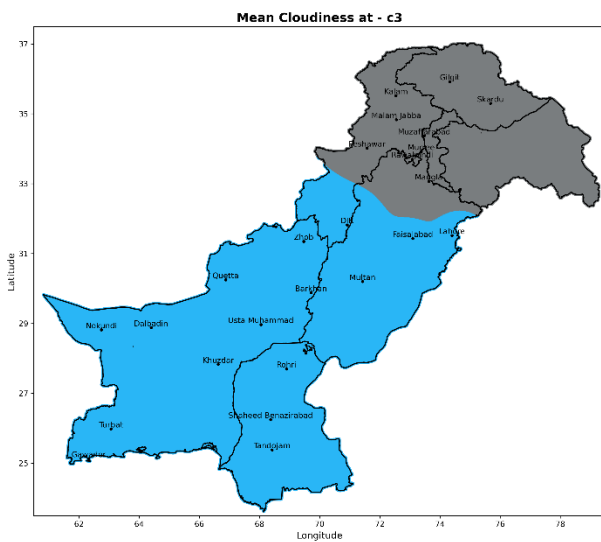 Mean Cloudiness at - c3
37
35
33
31
29
27
25
Latitude
Gilgit
Kalam
Skardu
Malam Jabba
Muzaffarabad
Peshawar
Murree
Rawalpindi
Mangla
DIK
Zhob
Faisalabad
Lahore
Quetta
Multan
Barkhan
Nokundi
Dalbadin
Usta Muhammad
Khuzdar
Rohri
Shaheed Benazirabad
Turbat
Tandojam
Gawadar
62 64 66 68 70 72 74 76 78
Longitude